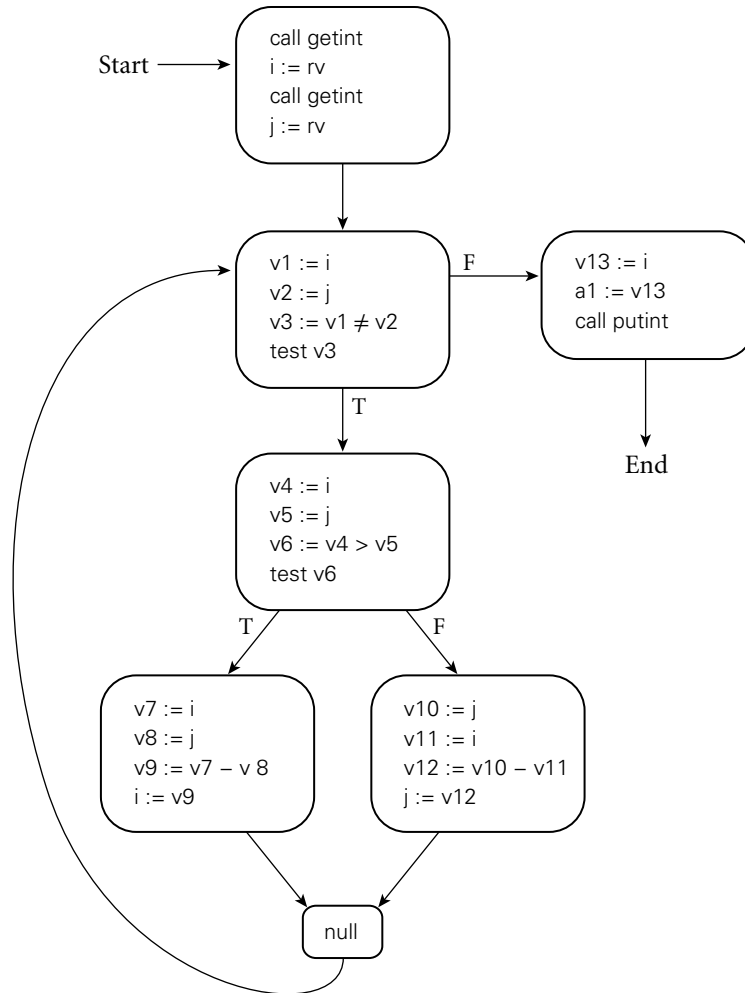 Start
call getint
i := rv
call getint
j := rv
v1 := i
v2 := j
v3 := v1 ≠ v2
test v3
F
v13 := i
a1 := v13
call putint
T
End
v4 := i
v5 := j
v6 := v4 > v5
test v6
T
F
v7 := i
v8 := j
v9 := v7 – v 8
i := v9
v10 := j
v11 := i
v12 := v10 – v11
j := v12
null